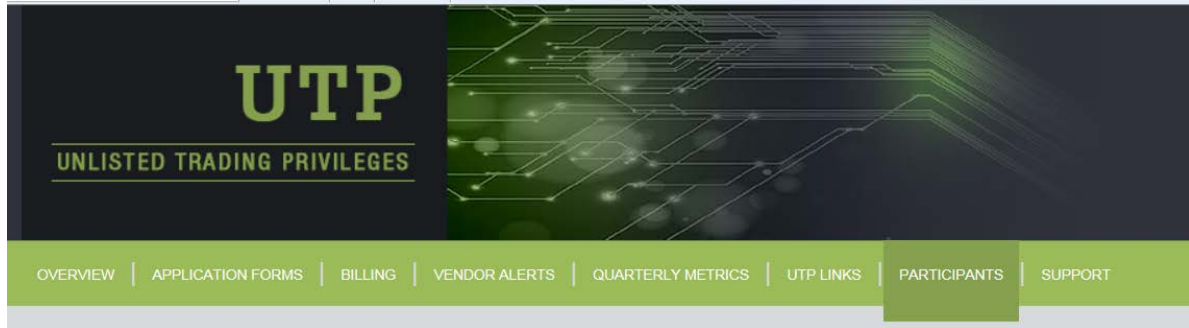 UTP
UNLISTED TRADING PRIVILEGES
OVERVIEW APPLICATION FORMS BILLING VENDOR ALERTS QUARTERLY METRICS UTP LINKS PARTICIPANTS SUPPORT